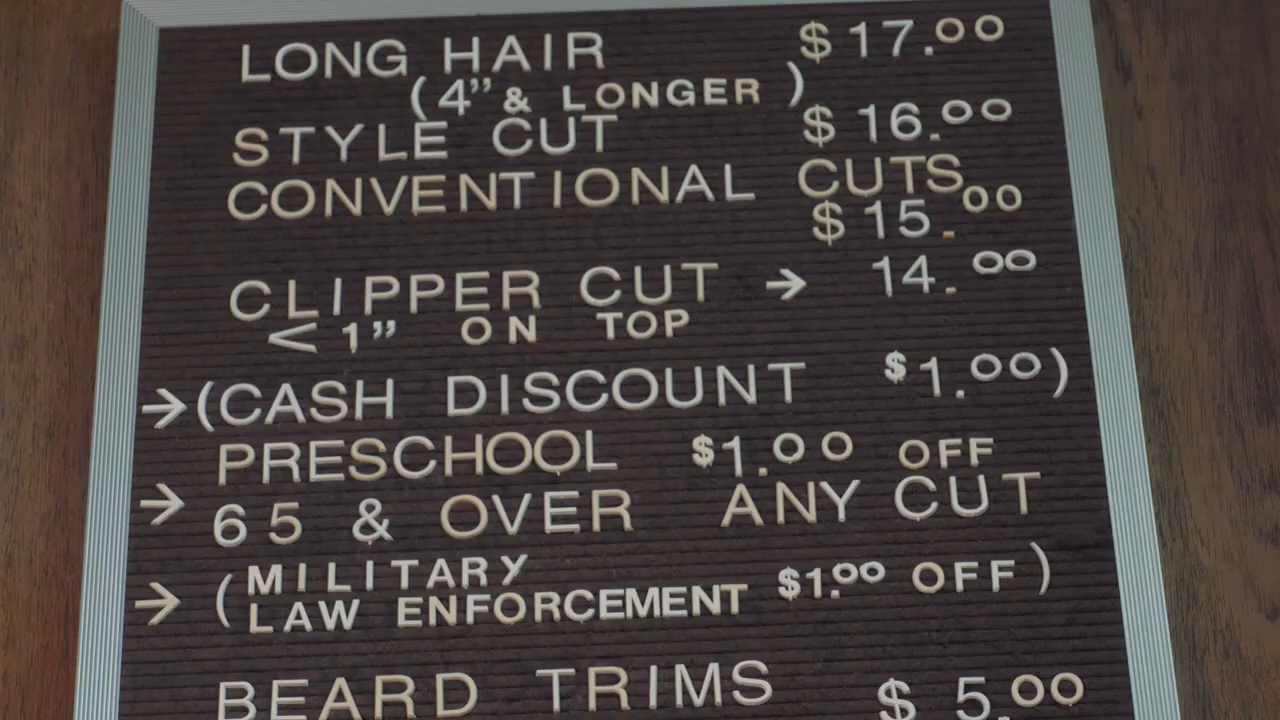 LONG HAIR $17.00
(4" & LONGER)
STYLE CUT $16.00
CONVENTIONAL CUTS
$15.00
CLIPPER CUT → 14.00
< 1" ON TOP
→ (CASH DISCOUNT $1.00)
PRESCHOOL $1.00 OFF
→ 65 & OVER ANY CUT
→ (MILITARY
LAW ENFORCEMENT $1.00 OFF)
BEARD TRIMS $5.00